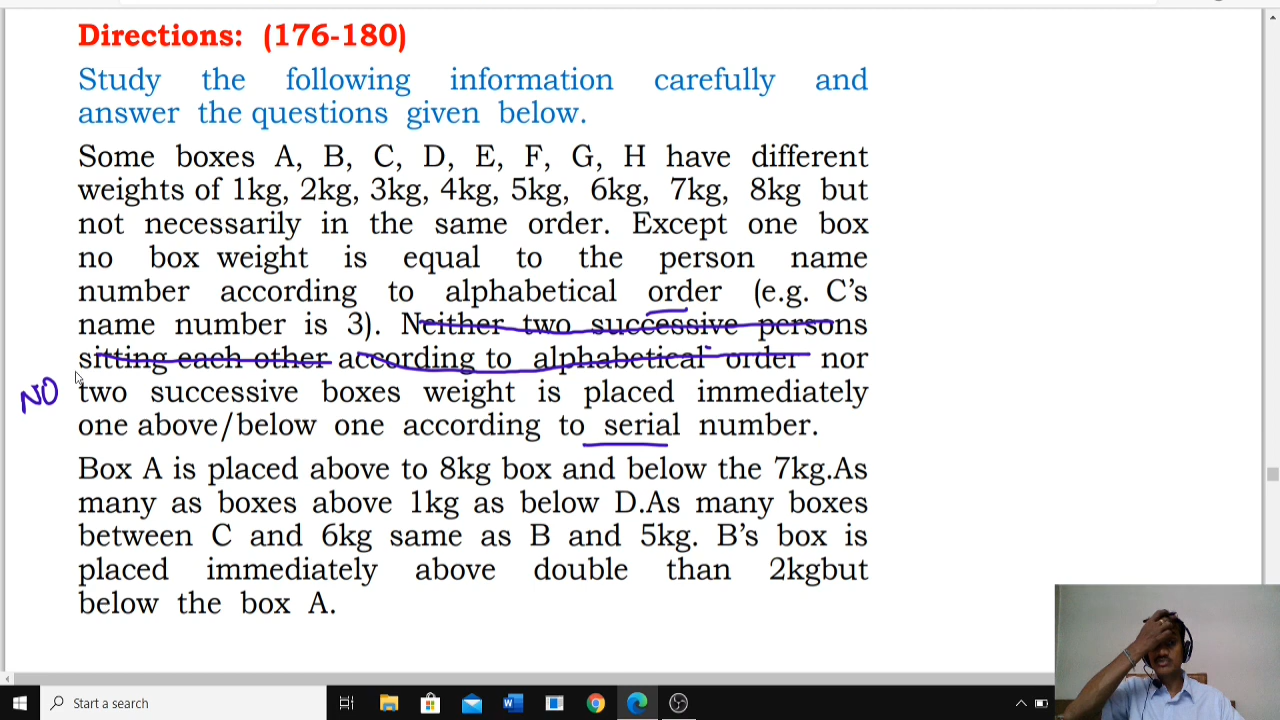 Directions: (176-180)
Study the following information carefully and
answer the questions given below.
Some boxes A, B, C, D, E, F, G, H have different
weights of 1kg, 2kg, 3kg, 4kg, 5kg, 6kg, 7kg, 8kg but
not necessarily in the same order. Except one box
no box weight is equal to the person name
number according to alphabetical order (e.g. C’s
name number is 3). Neither two successive persons
sitting each other according to alphabetical order nor
NO two successive boxes weight is placed immediately
one above/below one according to serial number.
Box A is placed above to 8kg box and below the 7kg.As
many as boxes above 1kg as below D.As many boxes
between C and 6kg same as B and 5kg. B’s box is
placed immediately above double than 2kgbut
below the box A.
Start a search